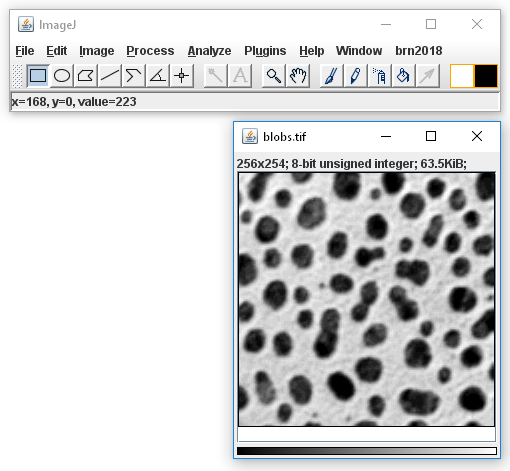 ImageJ
File Edit Image Process Analyze Plugins Help Window brn2018
A
x=168, y=0, value=223
blobs.tif
256x254; 8-bit unsigned integer; 63.5KiB;